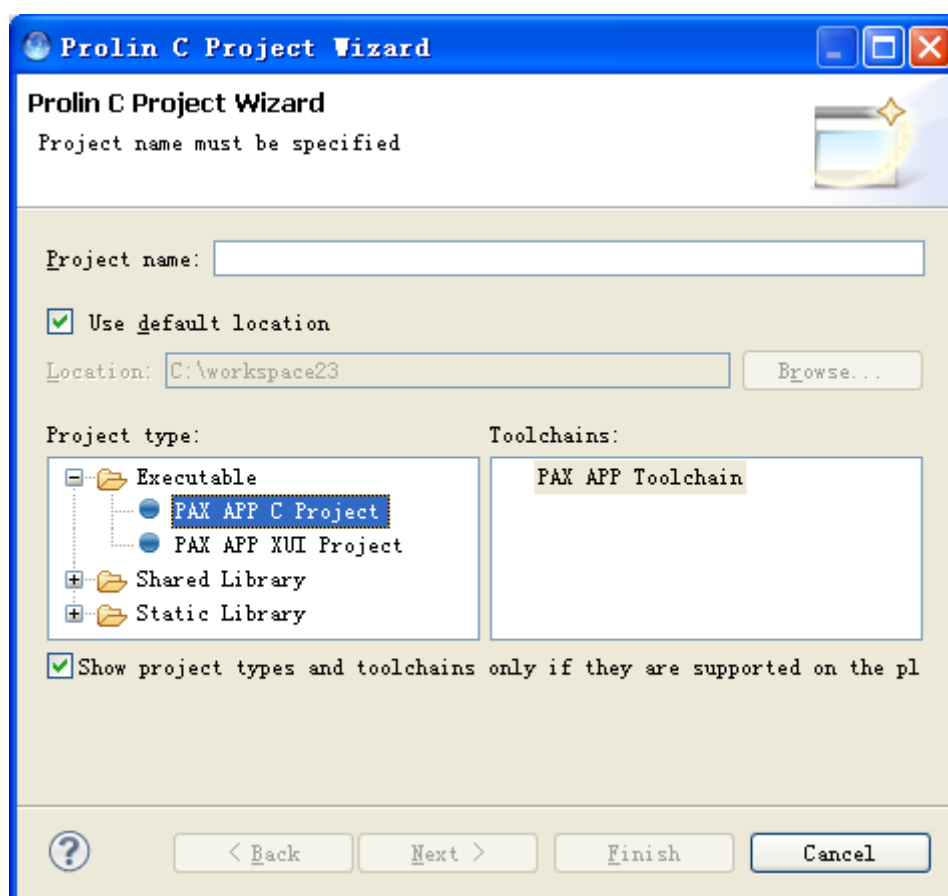 Prolin C Project Wizard
Prolin C Project Wizard
Project name must be specified
Project name:
Use default location
Location: C:\workspace23 Browse...
Project type: Toolchains:
Executable PAX APP Toolchain
PAX APP C Project
PAX APP XUI Project
Shared Library
Static Library
Show project types and toolchains only if they are supported on the pl
< Back Next > Finish Cancel